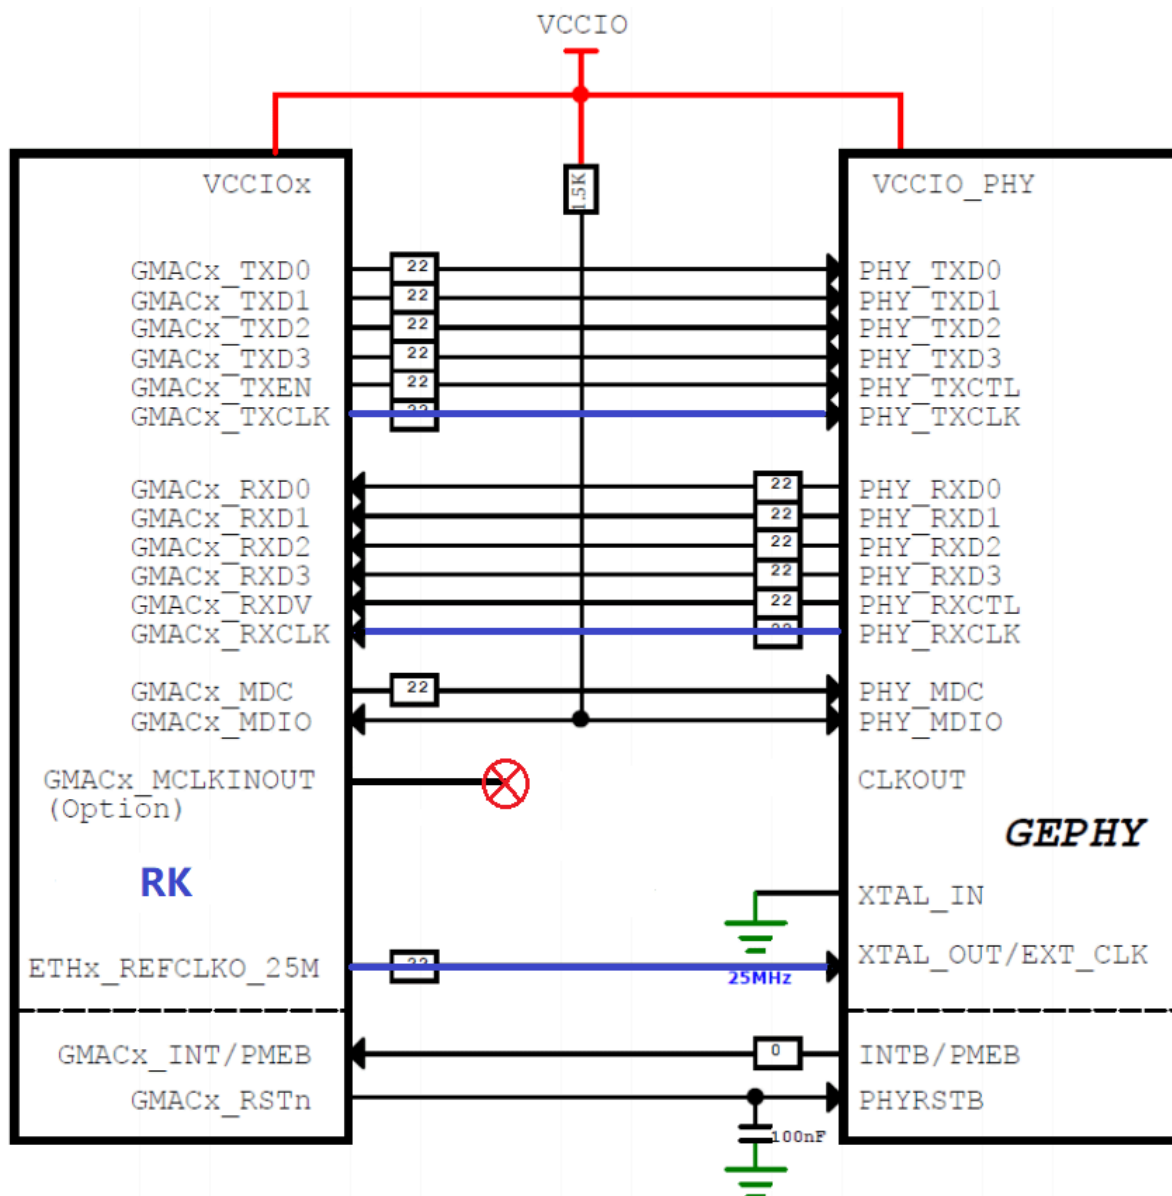 VCCIO
VCCIOx
1.5K
VCCIO_PHY
GMACx_TXD0 22 PHY_TXD0
GMACx_TXD1 22 PHY_TXD1
GMACx_TXD2 22 PHY_TXD2
GMACx_TXD3 22 PHY_TXD3
GMACx_TXEN 22 PHY_TXCTL
GMACx_TXCLK 22 PHY_TXCLK
GMACx_RXD0 22 PHY_RXD0
GMACx_RXD1 22 PHY_RXD1
GMACx_RXD2 22 PHY_RXD2
GMACx_RXD3 22 PHY_RXD3
GMACx_RXDV 22 PHY_RXCTL
GMACx_RXCLK 22 PHY_RXCLK
GMACx_MDC 22 PHY_MDC
GMACx_MDIO PHY_MDIO
GMACx_MCLKINOUT CLKOUT
(Option)
GEPHY
RK
XTAL_IN
ETHx_REFCLKO_25M 22 XTAL_OUT/EXT_CLK
25MHz
GMACx_INT/PMEB 0 INTB/PMEB
GMACx_RSTn PHYRSTB
100nF